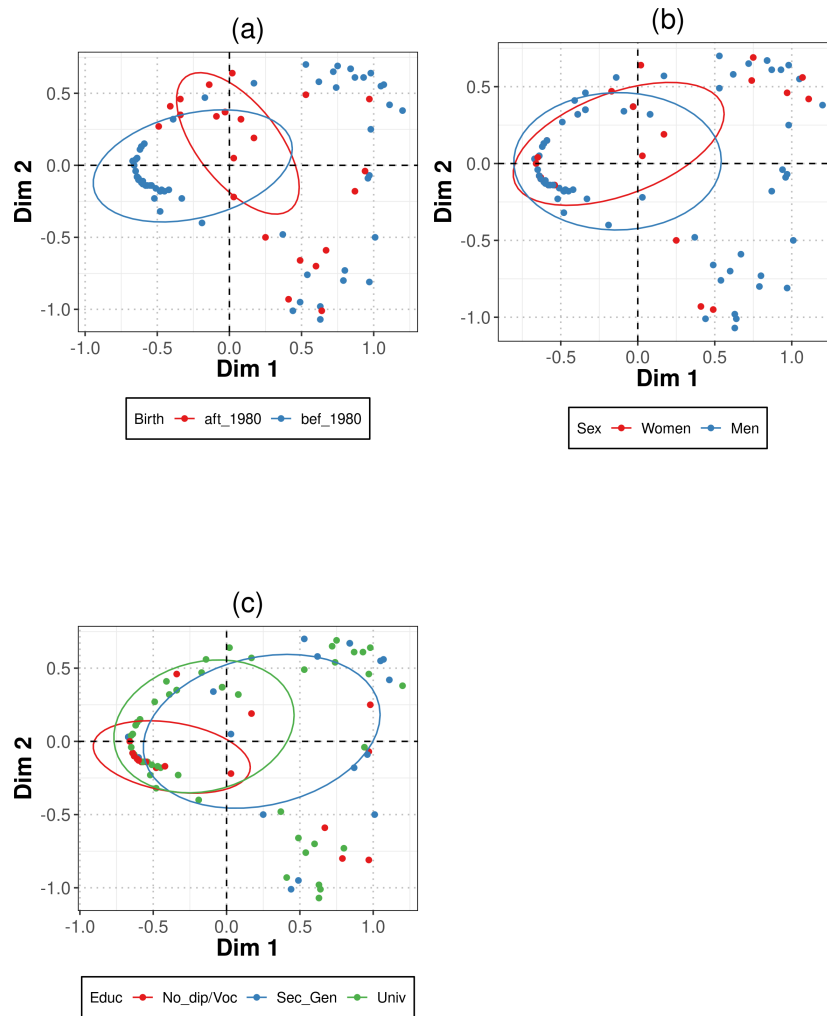 (a)
0.5
0.0
-0.5
-1.0
Dim 2
-1.0 -0.5 0.0 0.5 1.0
Dim 1
Birth aft_1980 bef_1980
(b)
0.5
0.0
-0.5
-1.0
Dim 2
-0.5 0.0 0.5 1.0
Dim 1
Sex Women Men
(c)
0.5
0.0
-0.5
-1.0
Dim 2
-1.0 -0.5 0.0 0.5 1.0
Dim 1
Educ No_dip/Voc Sec_Gen Univ